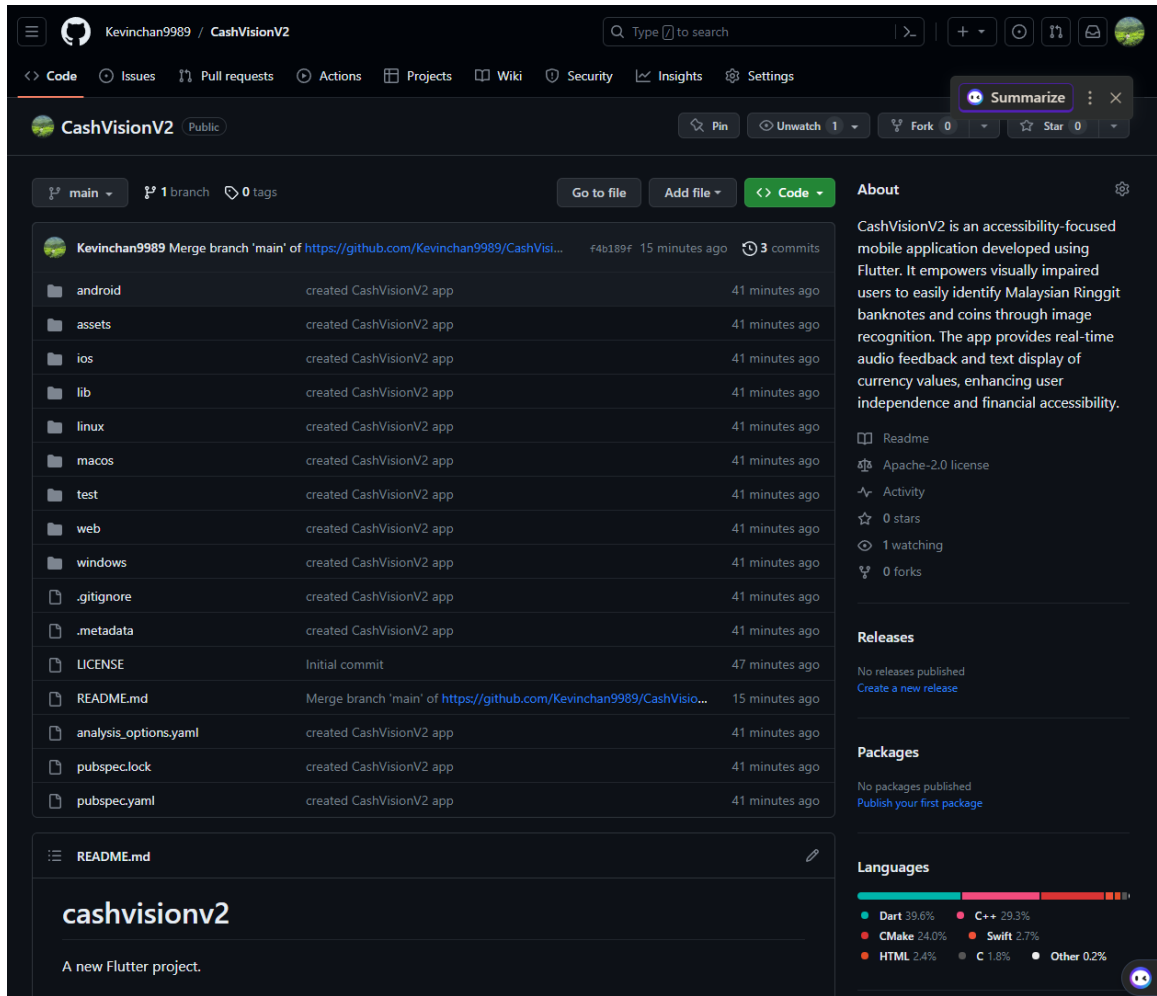 Kevinchan9989 / CashVisionV2
Type / to search
Code Issues Pull requests Actions Projects Wiki Security Insights Settings
Summarize
CashVisionV2 Public
Pin Unwatch 1 Fork 0 Star 0
main 1 branch 0 tags Go to file Add file Code
Kevinchan9989 Merge branch 'main' of https://github.com/Kevinchan9989/CashVisi... f4b189f 15 minutes ago 3 commits
android created CashVisionV2 app 41 minutes ago
assets created CashVisionV2 app 41 minutes ago
ios created CashVisionV2 app 41 minutes ago
lib created CashVisionV2 app 41 minutes ago
linux created CashVisionV2 app 41 minutes ago
macos created CashVisionV2 app 41 minutes ago
test created CashVisionV2 app 41 minutes ago
web created CashVisionV2 app 41 minutes ago
windows created CashVisionV2 app 41 minutes ago
.gitignore created CashVisionV2 app 41 minutes ago
.metadata created CashVisionV2 app 41 minutes ago
LICENSE Initial commit 47 minutes ago
README.md Merge branch 'main' of https://github.com/Kevinchan9989/CashVisio... 15 minutes ago
analysis_options.yaml created CashVisionV2 app 41 minutes ago
pubspec.lock created CashVisionV2 app 41 minutes ago
pubspec.yaml created CashVisionV2 app 41 minutes ago
README.md
cashvisionv2
A new Flutter project.
About
CashVisionV2 is an accessibility-focused
mobile application developed using
Flutter. It empowers visually impaired
users to easily identify Malaysian Ringgit
banknotes and coins through image
recognition. The app provides real-time
audio feedback and text display of
currency values, enhancing user
independence and financial accessibility.
Readme
Apache-2.0 license
Activity
0 stars
1 watching
0 forks
Releases
No releases published
Create a new release
Packages
No packages published
Publish your first package
Languages
Dart 39.6% C++ 29.3%
CMake 24.0% Swift 2.7%
HTML 2.4% C 1.8% Other 0.2%